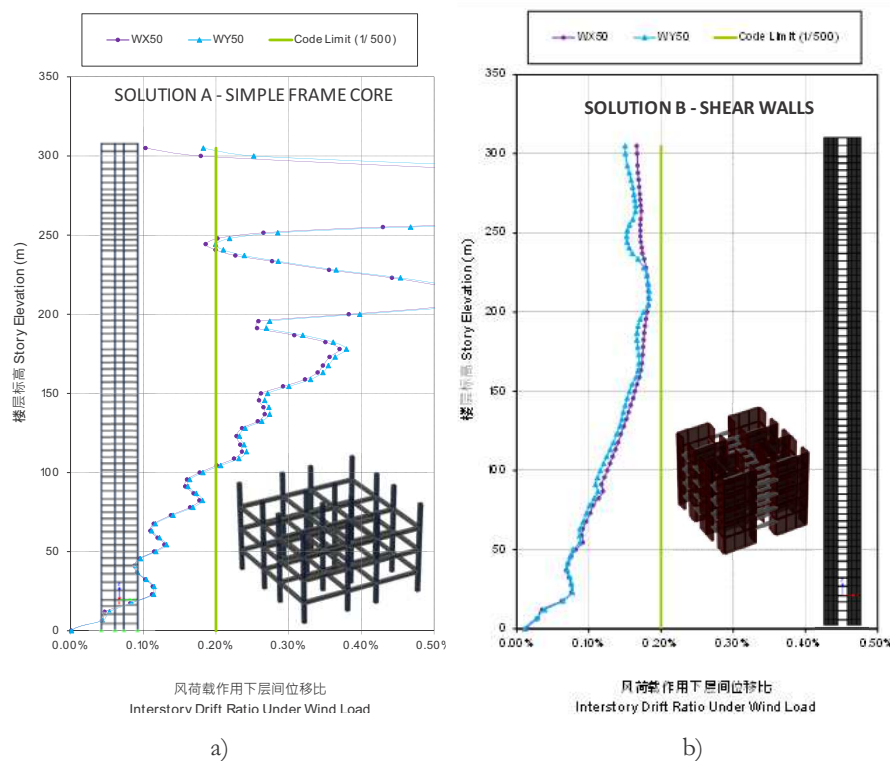 WX50 WY50 Code Limit (1/ 500)
SOLUTION A - SIMPLE FRAME CORE
350
300
250
200
150
100
50
0
0.00% 0.10% 0.20% 0.30% 0.40% 0.50%
楼层标高 Story Elevation (m)
风荷载作用下层间位移比
Interstory Drift Ratio Under Wind Load
a)
WX50 WY50 Code Limit (1/500)
SOLUTION B - SHEAR WALLS
350
300
250
200
150
100
50
0
0.00% 0.10% 0.20% 0.30% 0.40% 0.50%
楼层标高 Story Elevation (m)
风荷载作用下层间位移比
Interstory Drift Ratio Under Wind Load
b)